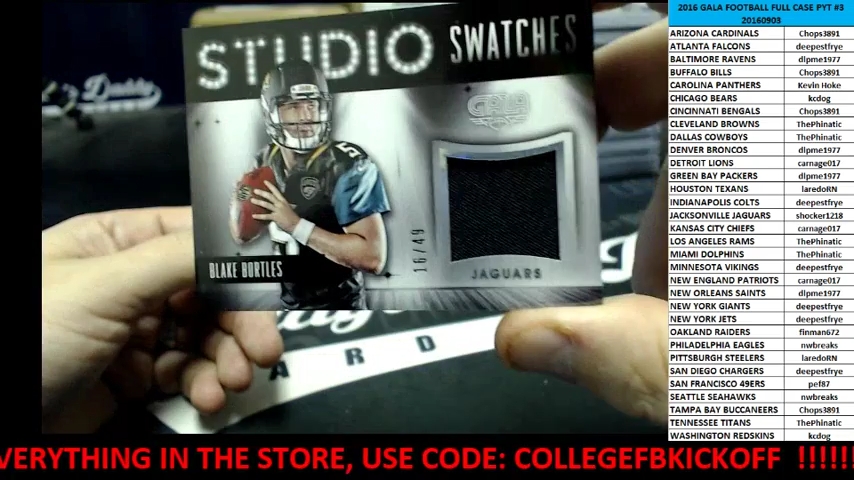 STUDIO SWATCHES
GALA
BLAKE BORTLES
16/49
JAGUARS
Daddy
A R D
2016 GALA FOOTBALL FULL CASE PYT #3
20160903
ARIZONA CARDINALS Chops3891
ATLANTA FALCONS deepestfrye
BALTIMORE RAVENS dlpme1977
BUFFALO BILLS Chops3891
CAROLINA PANTHERS Kevin Hoke
CHICAGO BEARS kcdog
CINCINNATI BENGALS Chops3891
CLEVELAND BROWNS ThePhinatic
DALLAS COWBOYS ThePhinatic
DENVER BRONCOS dlpme1977
DETROIT LIONS carnage017
GREEN BAY PACKERS dlpme1977
HOUSTON TEXANS laredoRN
INDIANAPOLIS COLTS deepestfrye
JACKSONVILLE JAGUARS shocker1218
KANSAS CITY CHIEFS carnage017
LOS ANGELES RAMS ThePhinatic
MIAMI DOLPHINS ThePhinatic
MINNESOTA VIKINGS deepestfrye
NEW ENGLAND PATRIOTS carnage017
NEW ORLEANS SAINTS dlpme1977
NEW YORK GIANTS deepestfrye
NEW YORK JETS deepestfrye
OAKLAND RAIDERS finman672
PHILADELPHIA EAGLES nwbreaks
PITTSBURGH STEELERS laredoRN
SAN DIEGO CHARGERS deepestfrye
SAN FRANCISCO 49ERS pef87
SEATTLE SEAHAWKS nwbreaks
TAMPA BAY BUCCANEERS Chops3891
TENNESSEE TITANS ThePhinatic
WASHINGTON REDSKINS kcdog
VERYTHING IN THE STORE, USE CODE: COLLEGEFBKICKOFF !!!!!!